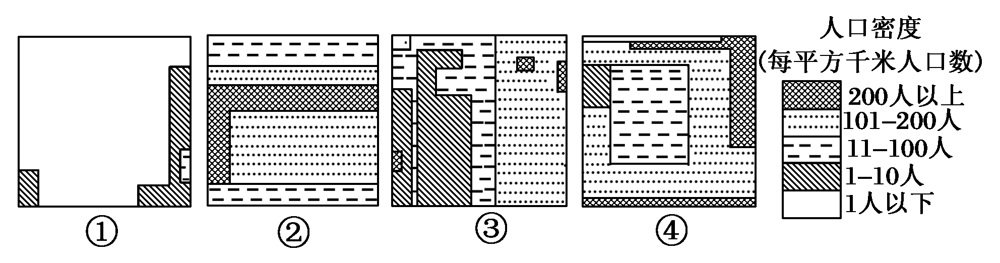 人口密度
(每平方千米人口数)
200人以上
101-200人
11-100人
1-10人
1人以下
① ② ③ ④